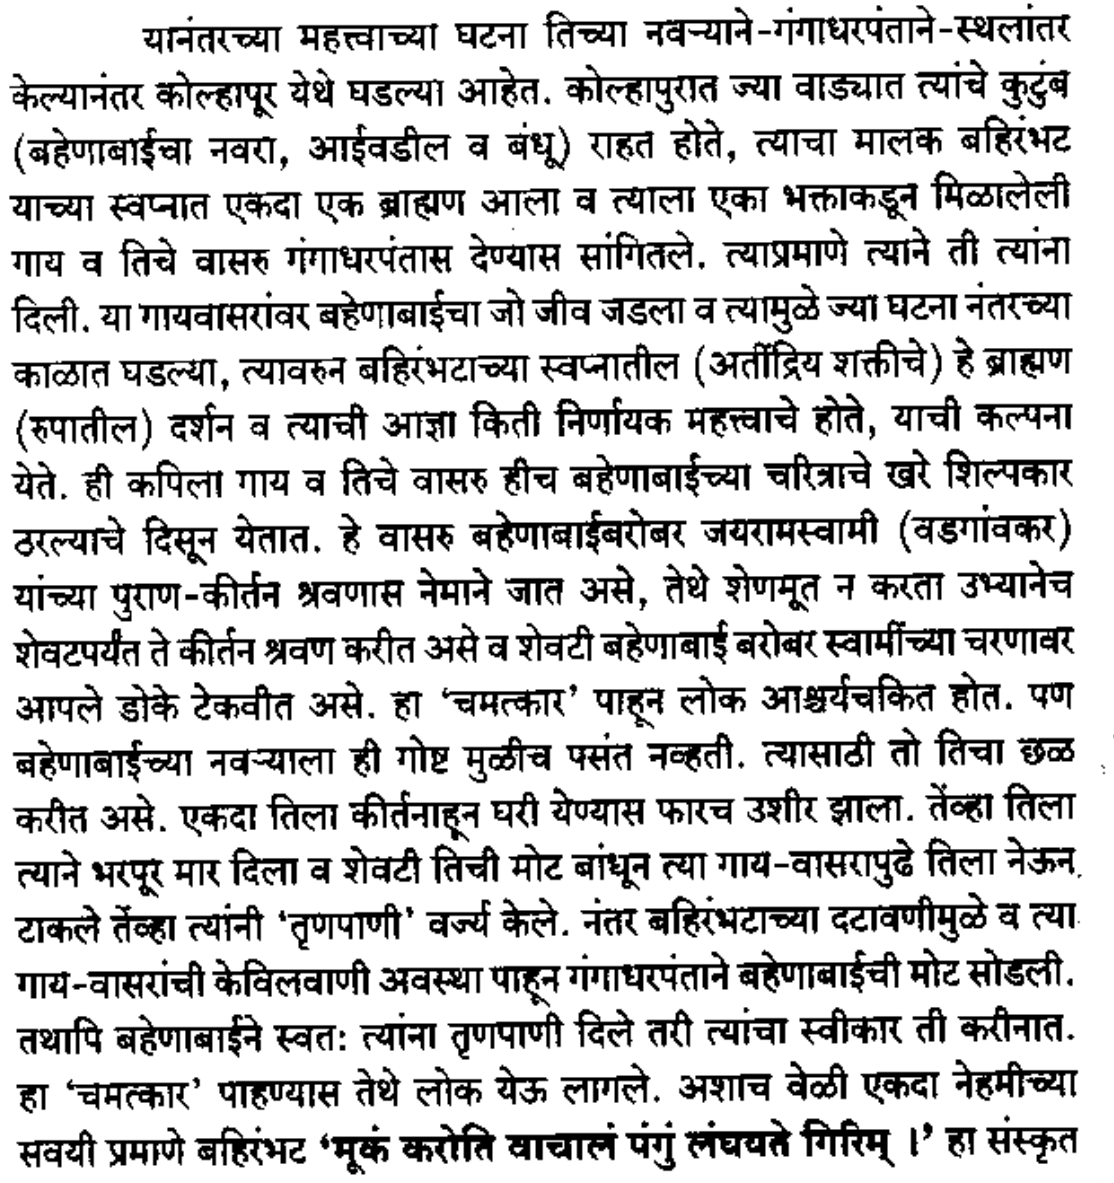 यानंतरच्या महत्त्वाच्या घटना तिच्या नवऱ्याने-गंगाधरपंताने-स्थलांतर
केल्यानंतर कोल्हापूर येथे घडल्या आहेत. कोल्हापुरात ज्या वाड्यात त्यांचे कुटुंब
(बहेणाबाईचा नवरा, आईवडील व बंधू) राहत होते, त्याचा मालक बहिरंभट
याच्या स्वप्नात एकदा एक ब्राह्मण आला व त्याला एका भक्ताकडून मिळालेली
गाय व तिचे वासरु गंगाधरपंतास देण्यास सांगितले. त्याप्रमाणे त्याने ती त्यांना
दिली. या गायवासरांवर बहेणाबाईचा जो जीव जडला व त्यामुळे ज्या घटना नंतरच्या
काळात घडल्या, त्यावरुन बहिरंभटाच्या स्वप्नातील (अतींद्रिय शक्तीचे) हे ब्राह्मण
(रुपातील) दर्शन व त्याची आज्ञा किती निर्णायक महत्त्वाचे होते, याची कल्पना
येते. ही कपिला गाय व तिचे वासरु हीच बहेणाबाईच्या चरित्राचे खरे शिल्पकार
ठरल्याचे दिसून येतात. हे वासरु बहेणाबाईबरोबर जयरामस्वामी (वडगांवकर)
यांच्या पुराण-कीर्तन श्रवणास नेमाने जात असे, तेथे शेणमूत न करता उभ्यानेच
शेवटपर्यंत ते कीर्तन श्रवण करीत असे व शेवटी बहेणाबाई बरोबर स्वामींच्या चरणावर
आपले डोके टेकवीत असे. हा ‘चमत्कार’ पाहून लोक आश्चर्यचकित होत. पण
बहेणाबाईच्या नवऱ्याला ही गोष्ट मुळीच पसंत नव्हती. त्यासाठी तो तिचा छळ
करीत असे. एकदा तिला कीर्तनाहून घरी येण्यास फारच उशीर झाला. तेंव्हा तिला
त्याने भरपूर मार दिला व शेवटी तिची मोट बांधून त्या गाय-वासरापुढे तिला नेऊन
टाकले तेंव्हा त्यांनी ‘तृणपाणी’ वर्ज्य केले. नंतर बहिरंभटाच्या दटावणीमुळे व त्या
गाय-वासरांची केविलवाणी अवस्था पाहून गंगाधरपंताने बहेणाबाईची मोट सोडली.
तथापि बहेणाबाईने स्वत: त्यांना तृणपाणी दिले तरी त्यांचा स्वीकार ती करीनात.
हा ‘चमत्कार’ पाहण्यास तेथे लोक येऊ लागले. अशाच वेळी एकदा नेहमीच्या
सवयी प्रमाणे बहिरंभट ‘मूकं करोति वाचालं पंगुं लंघयते गिरिम् ।’ हा संस्कृत